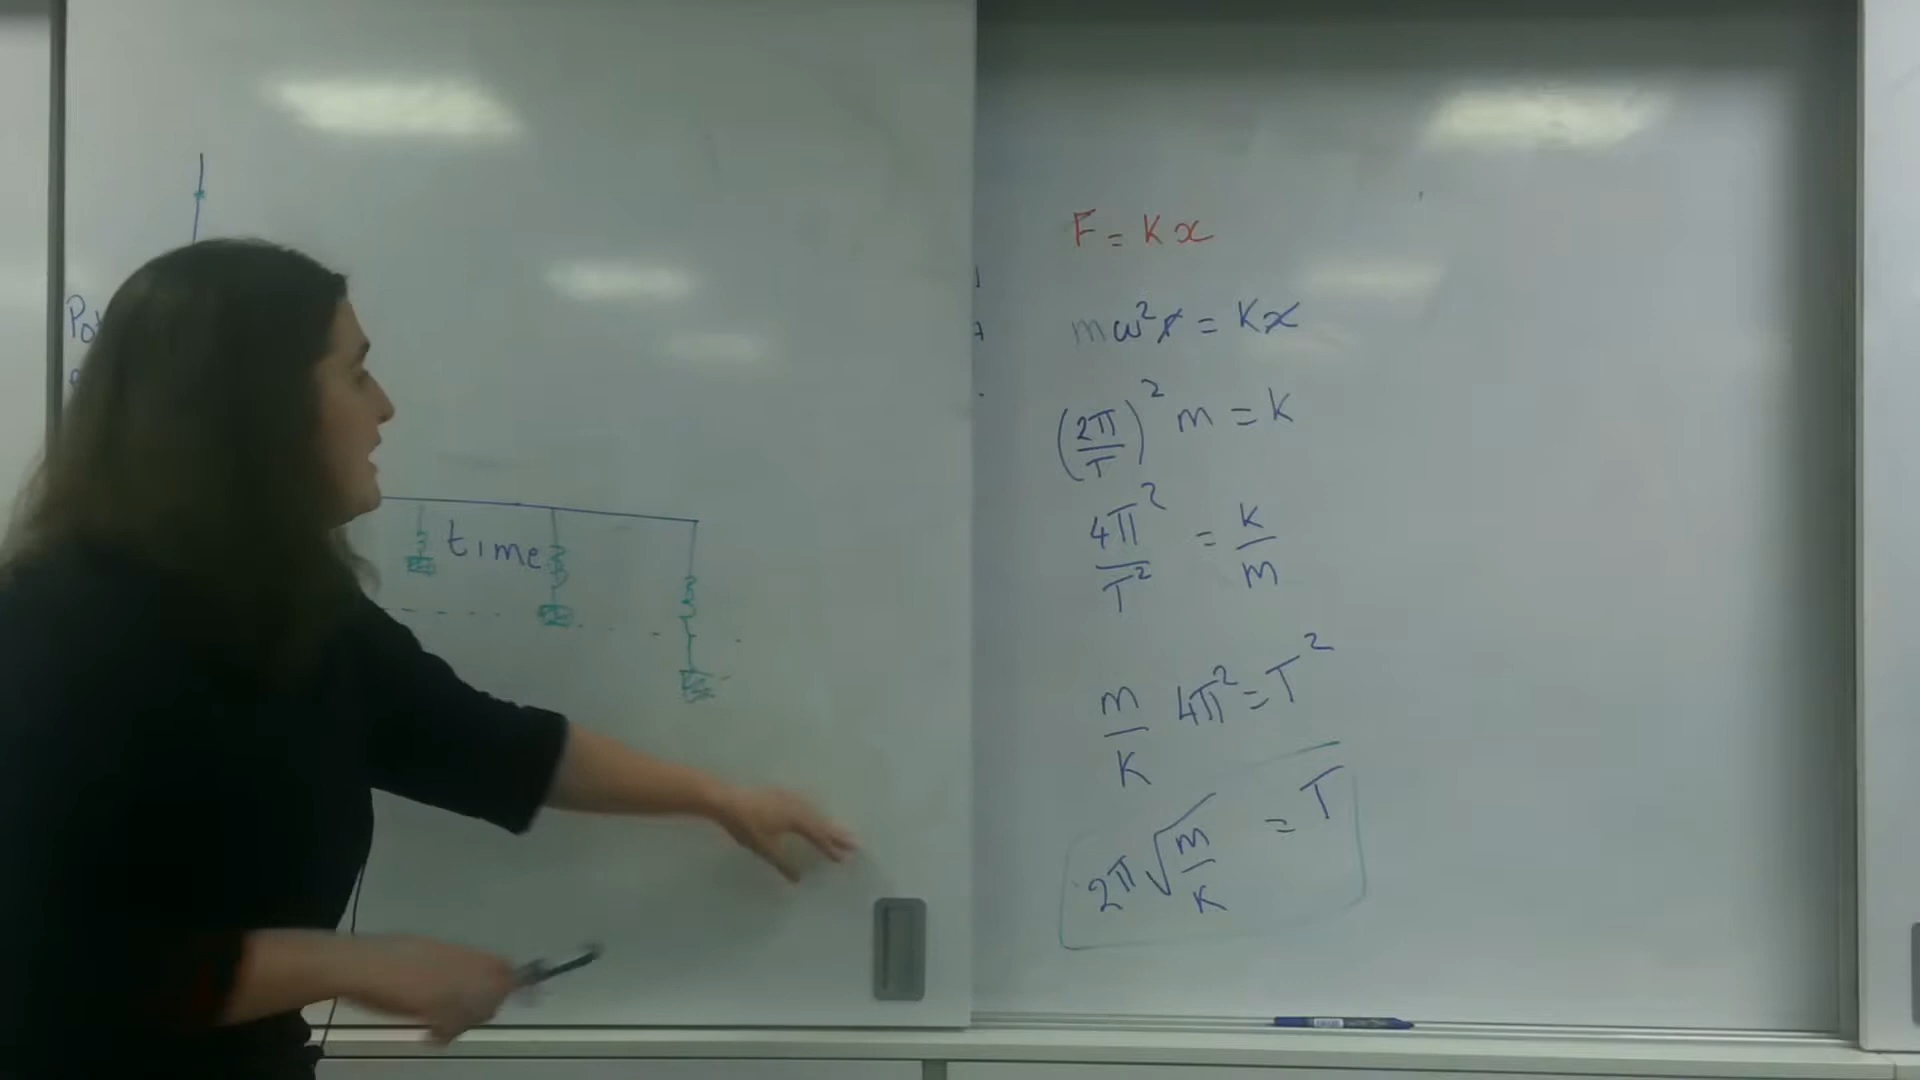 time
F = Kx
mω²x = Kx
(2π/T)² m = K
4π²/T² = K/m
m/K 4π² = T²
2π√(m/K) = T